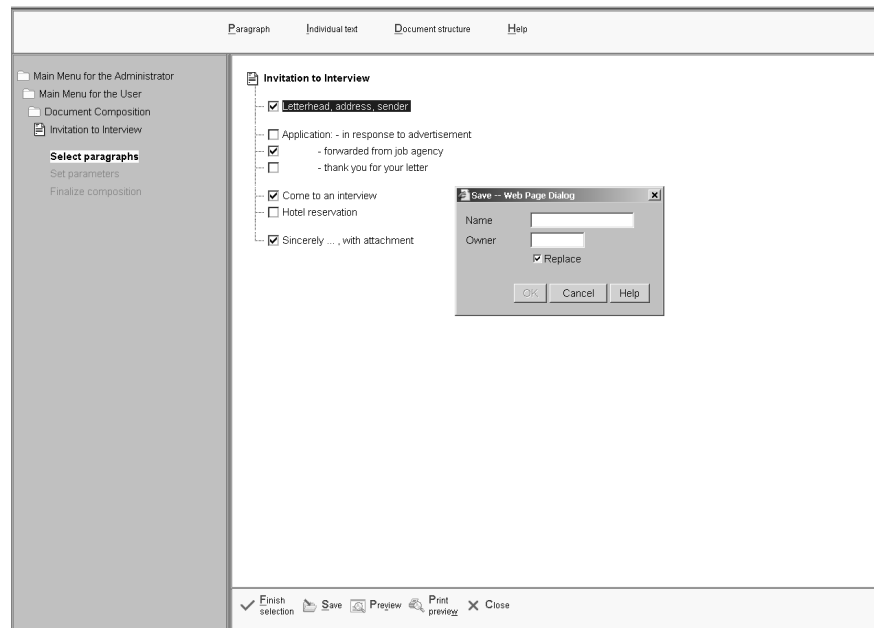 Paragraph Individual text Document structure Help
Main Menu for the Administrator
Main Menu for the User
Document Composition
Invitation to Interview
Select paragraphs
Set parameters
Finalize composition
Invitation to Interview
Letterhead, address, sender
Application: - in response to advertisement
- forwarded from job agency
- thank you for your letter
Come to an interview
Hotel reservation
Sincerely ... , with attachment
Save -- Web Page Dialog
Name
Owner
Replace
OK Cancel Help
Finish selection Save Preview Print preview Close